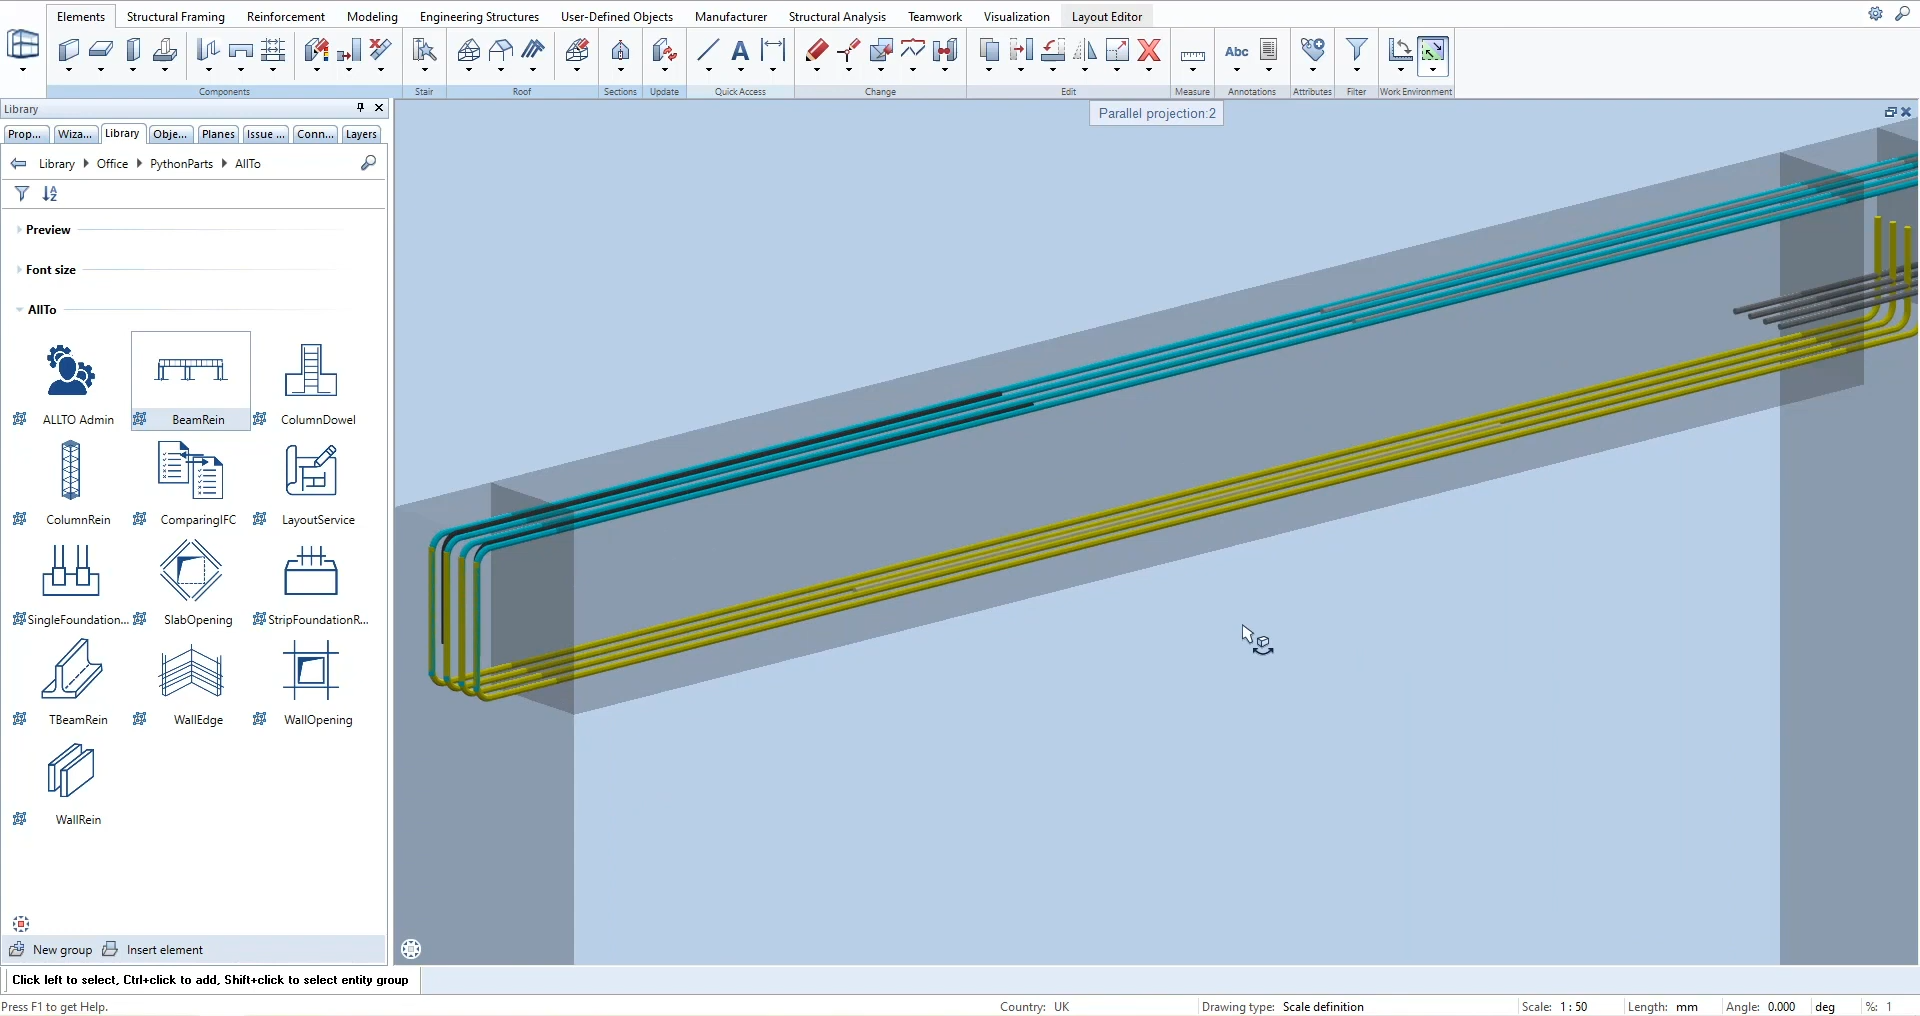 Elements Structural Framing Reinforcement Modeling Engineering Structures User-Defined Objects Manufacturer Structural Analysis Teamwork Visualization Layout Editor
A Abc
Components Stair Roof Sections Update Quick Access Change Edit Measure Annotations Attributes Filter Work Environment
Library
Prop... Wiza... Library Obje... Planes Issue ... Conn... Layers
Library Office PythonParts AllTo
Preview
Font size
AllTo
ALLTO Admin BeamRein ColumnDowel
ColumnRein ComparingIFC LayoutService
SingleFoundation... SlabOpening StripFoundationR...
TBeamRein WallEdge WallOpening
WallRein
New group Insert element
Parallel projection:2
Click left to select, Ctrl+click to add, Shift+click to select entity group
Press F1 to get Help. Country: UK Drawing type: Scale definition Scale: 1 : 50 Length: mm Angle: 0.000 deg %: 1